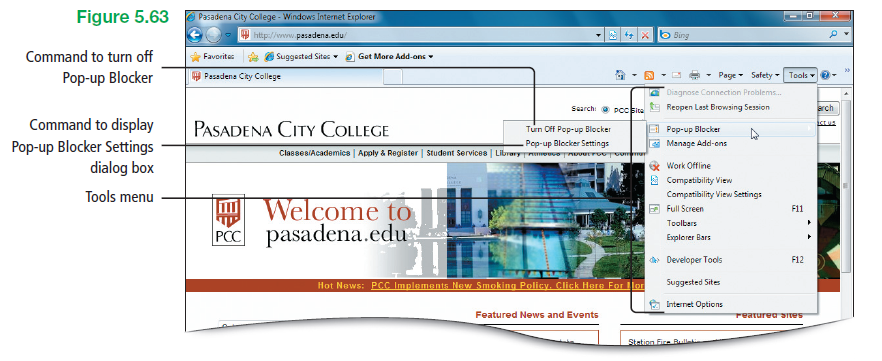 Figure 5.63
Command to turn off
Pop-up Blocker
Command to display
Pop-up Blocker Settings
dialog box
Tools menu
Pasadena City College - Windows Internet Explorer
http://www.pasadena.edu/
Bing
Favorites Suggested Sites Get More Add-ons
Pasadena City College
Page Safety Tools
Search: PCC Site
arch
PASADENA CITY COLLEGE
Classes/Academics | Apply & Register | Student Services | Library | Athletics | About PCC |
Turn Off Pop-up Blocker
Pop-up Blocker Settings
Diagnose Connection Problems...
Reopen Last Browsing Session
Pop-up Blocker
Manage Add-ons
Work Offline
Compatibility View
Compatibility View Settings
Full Screen F11
Toolbars
Explorer Bars
Developer Tools F12
Suggested Sites
Internet Options
PCC
Welcome to
pasadena.edu
Hot News: PCC Implements New Smoking Policy. Click Here For
Featured News and Events
Featured Sites
Station Fire